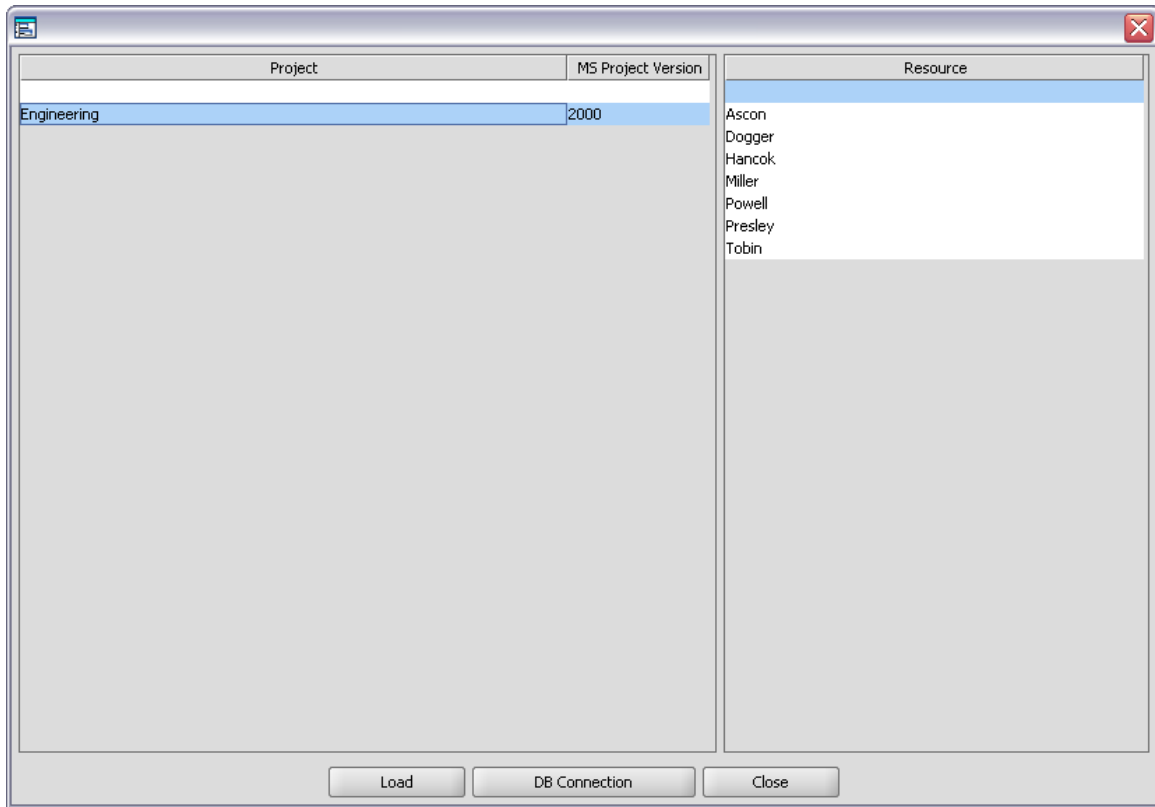 Project MS Project Version Resource
Engineering 2000 Ascon
Dogger
Hancok
Miller
Powell
Presley
Tobin
Load DB Connection Close